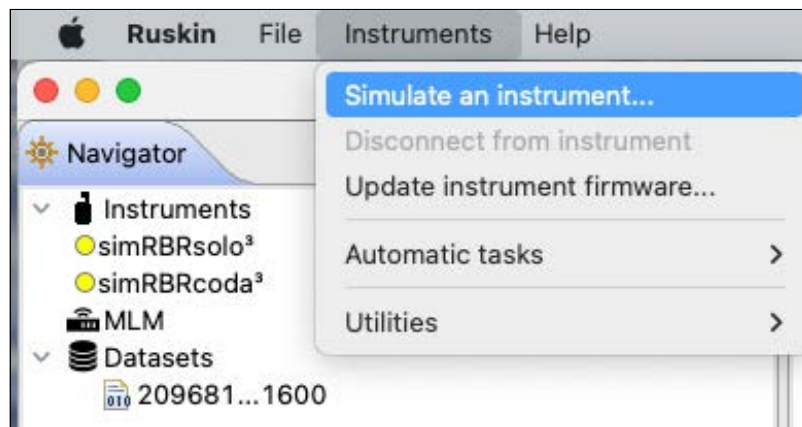 Ruskin File Instruments Help
Simulate an instrument...
Disconnect from instrument
Update instrument firmware...
Automatic tasks
Utilities
Navigator
Instruments
simRBRsolo³
simRBRcoda³
MLM
Datasets
010 209681...1600